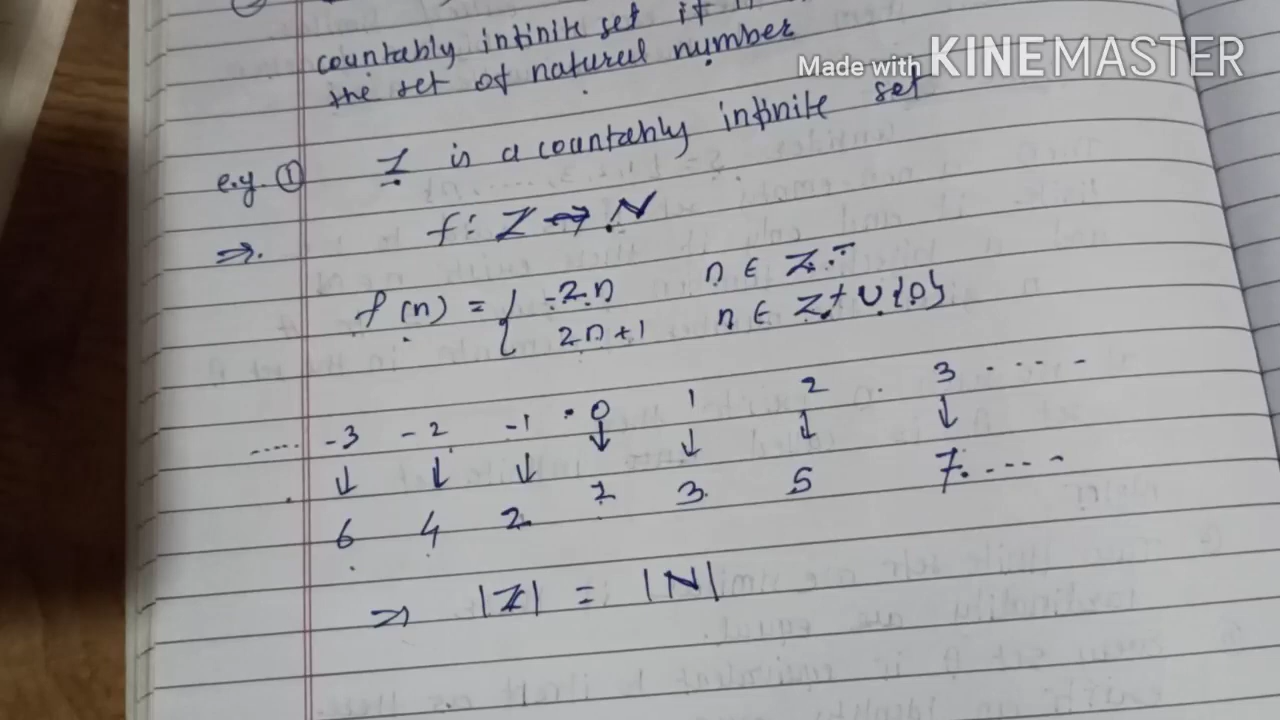 countably infinite set if
the set of natural number
Made with KINEMASTER
e.g. ① Z is a countably infinite set
⇒. f: Z → N
f(n) = { -2n n ∈ Z⁻
2n+1 n ∈ Z⁺ ∪ {0}
..... -3 -2 -1 0 1 2 3 .....
↓ ↓ ↓ ↓ ↓ ↓ ↓
6 4 2 1 3 5 7.....
⇒ |Z| = |N|